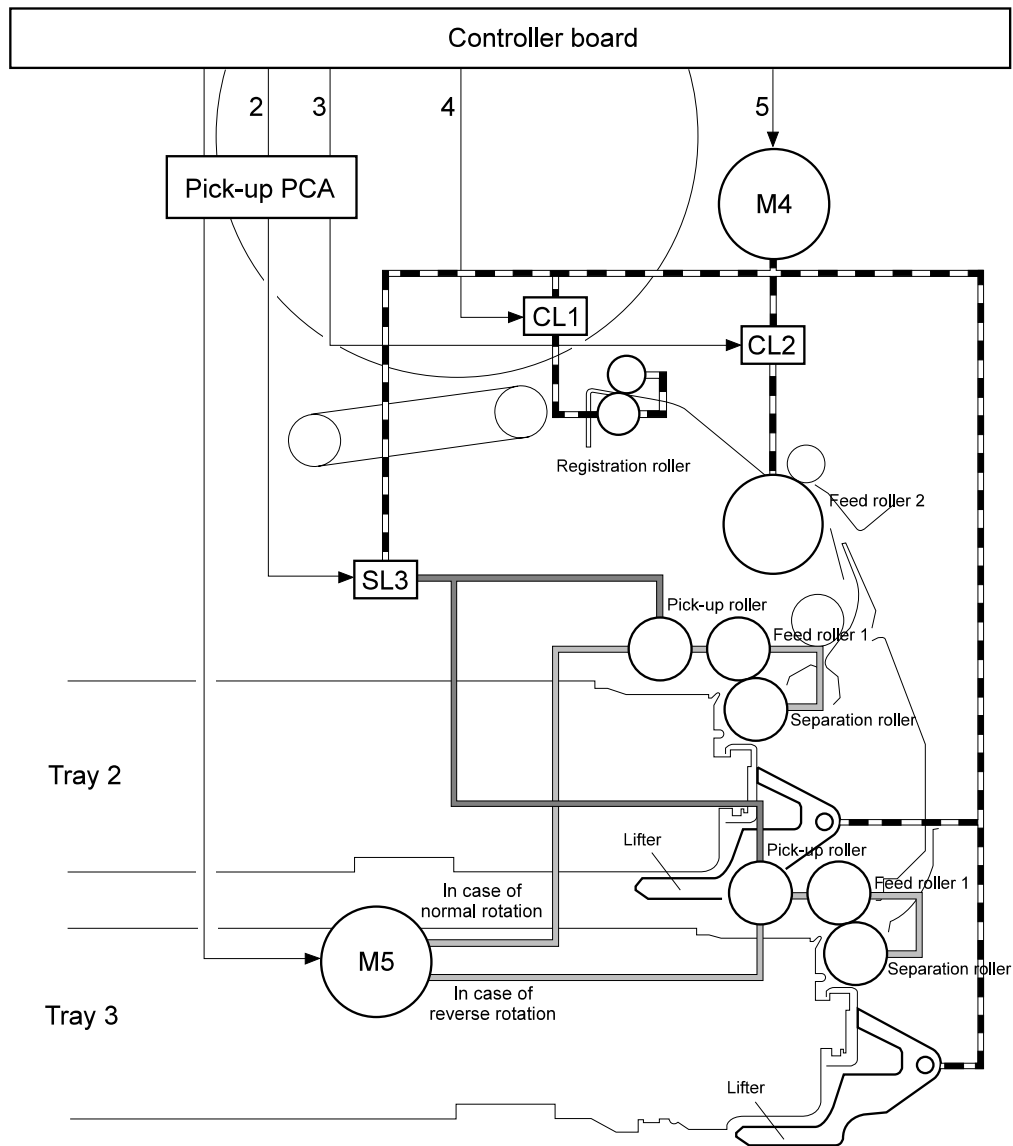 Controller board
2
3
4
5
Pick-up PCA
M4
CL1
CL2
Registration roller
Feed roller 2
SL3
Pick-up roller
Feed roller 1
Separation roller
Tray 2
Lifter
Pick-up roller
Feed roller 1
In case of
normal rotation
M5
Separation roller
In case of
reverse rotation
Tray 3
Lifter